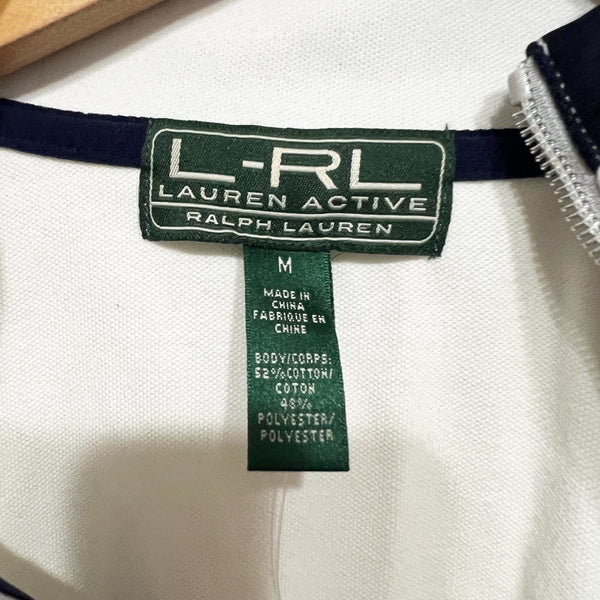 L-RL
LAUREN ACTIVE
RALPH LAUREN
M
MADE IN
CHINA
FABRIQUE EN
CHINE
BODY/CORPS:
52%COTTON/
COTON
48%
POLYESTER/
POLYESTER